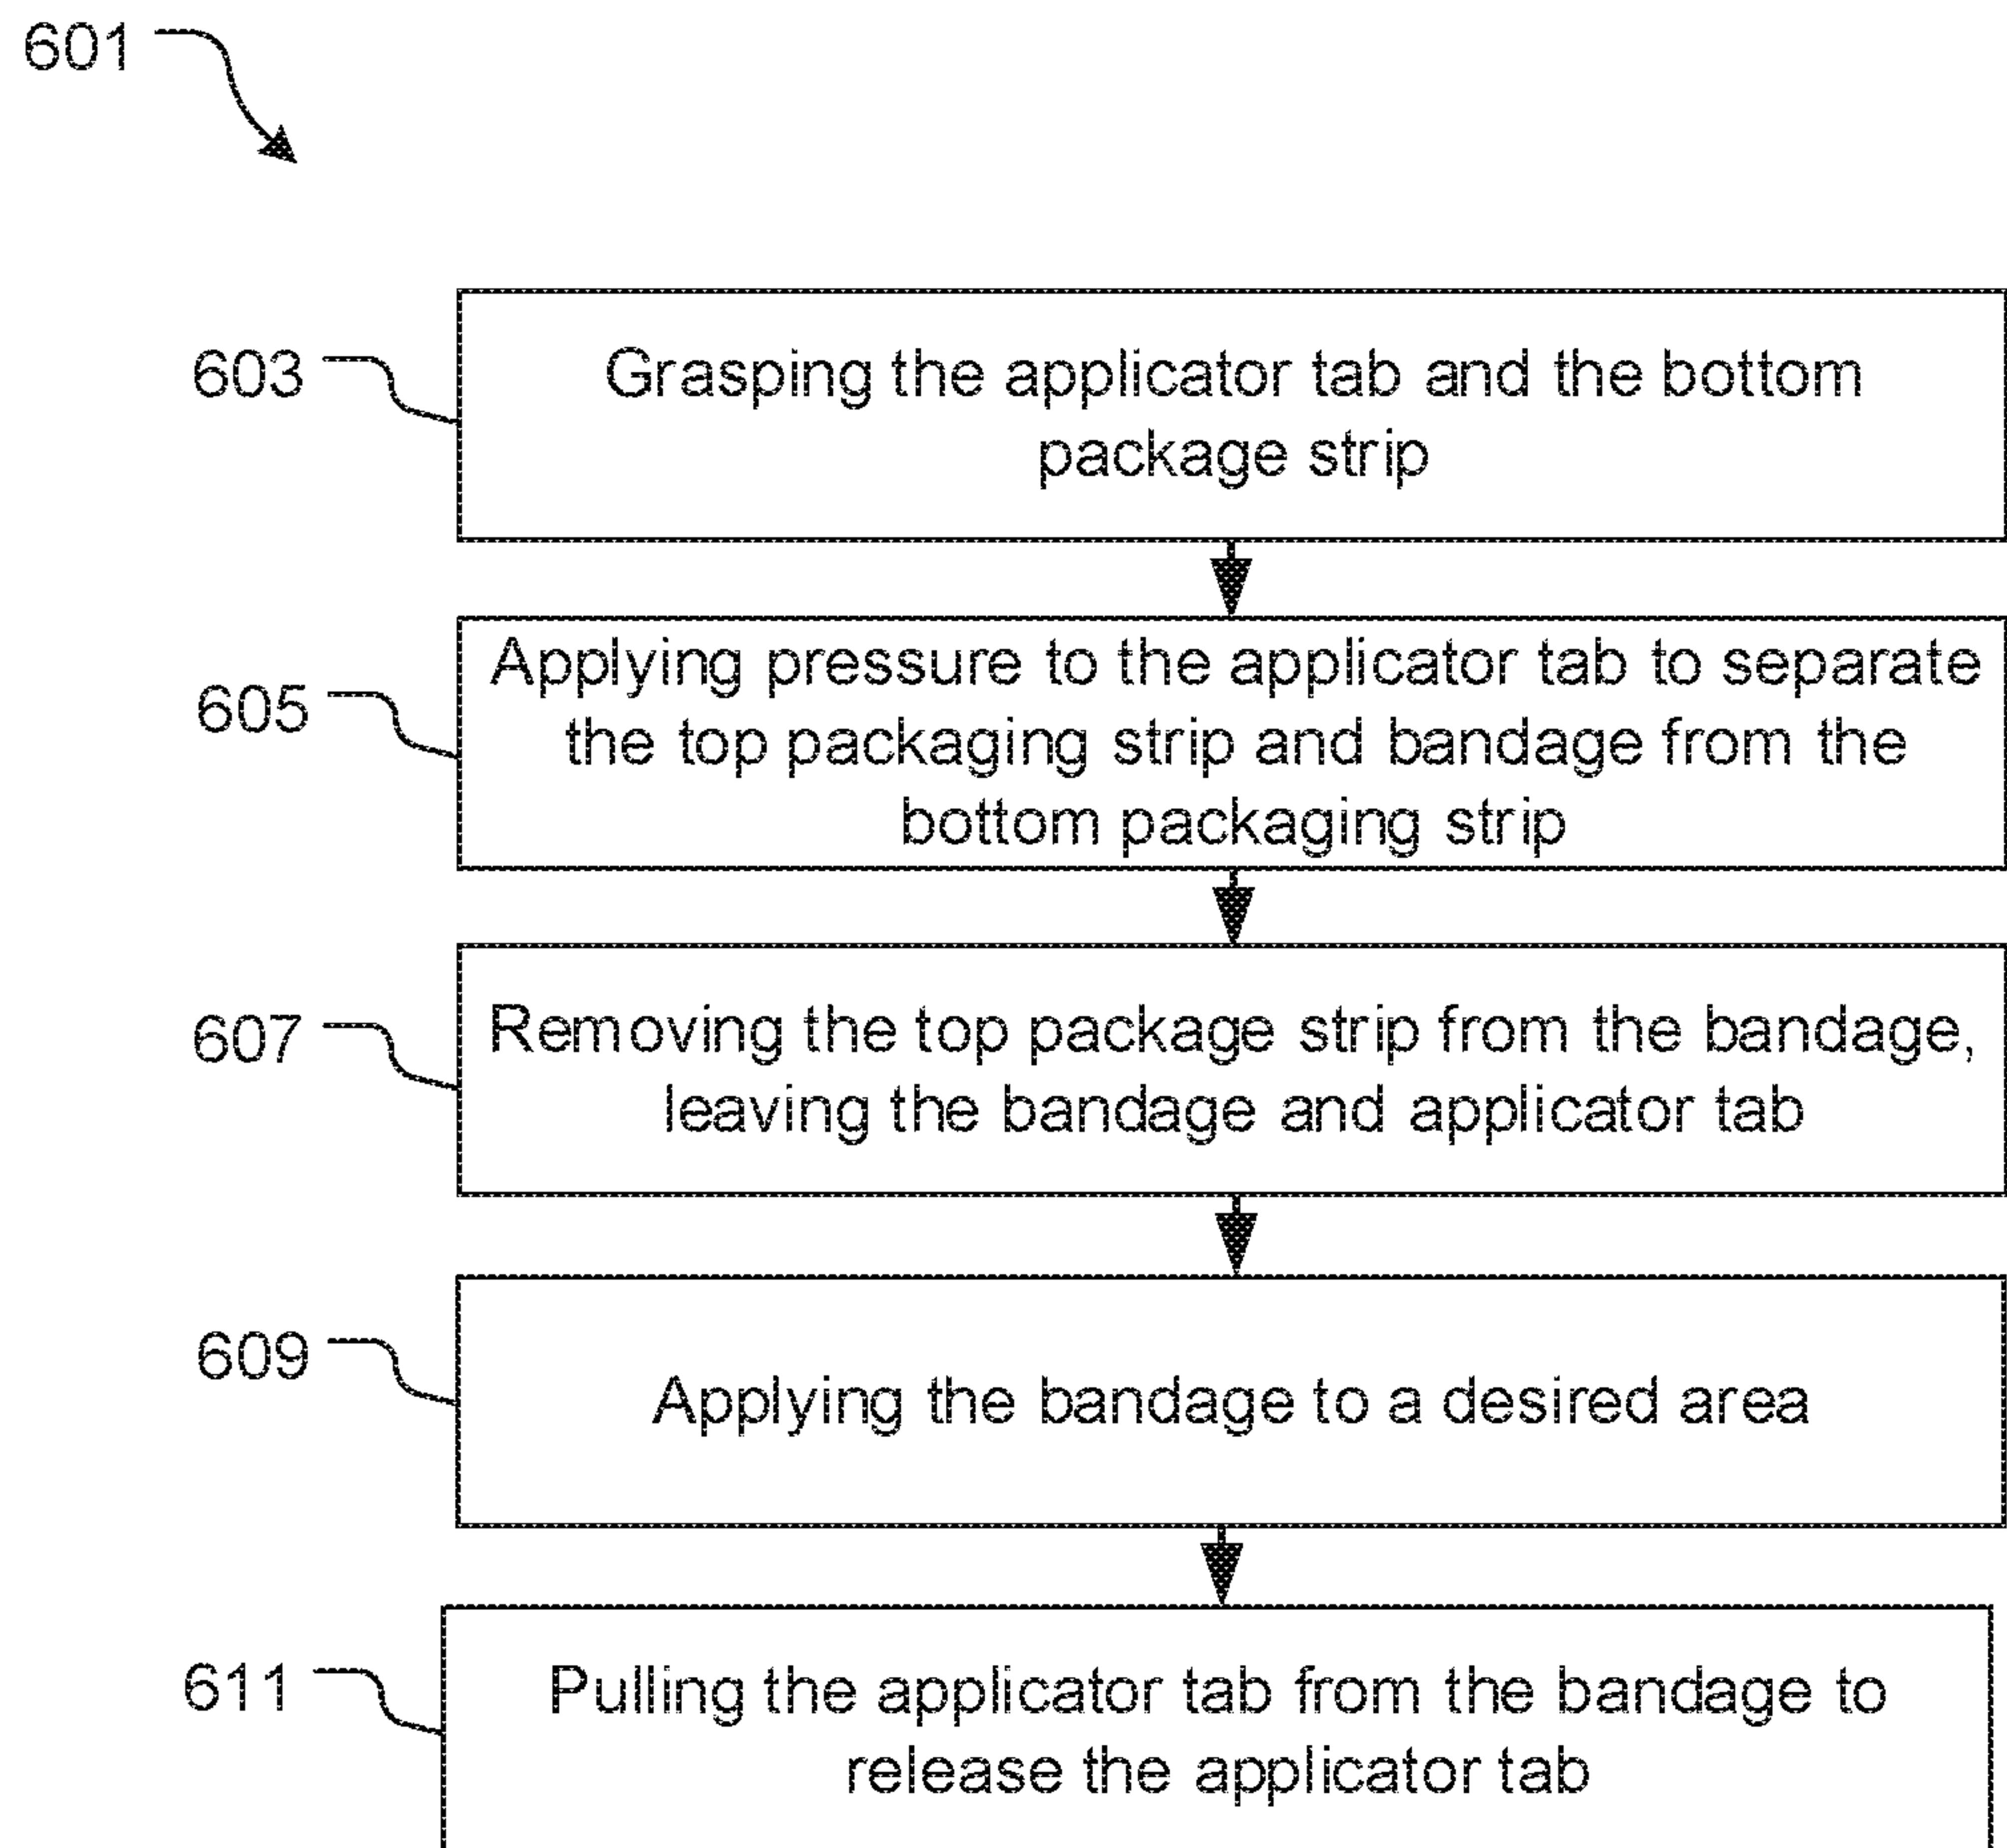 601
603
Grasping the applicator tab and the bottom
package strip
605
Applying pressure to the applicator tab to separate
the top packaging strip and bandage from the
bottom packaging strip
607
Removing the top package strip from the bandage,
leaving the bandage and applicator tab
609
Applying the bandage to a desired area
611
Pulling the applicator tab from the bandage to
release the applicator tab